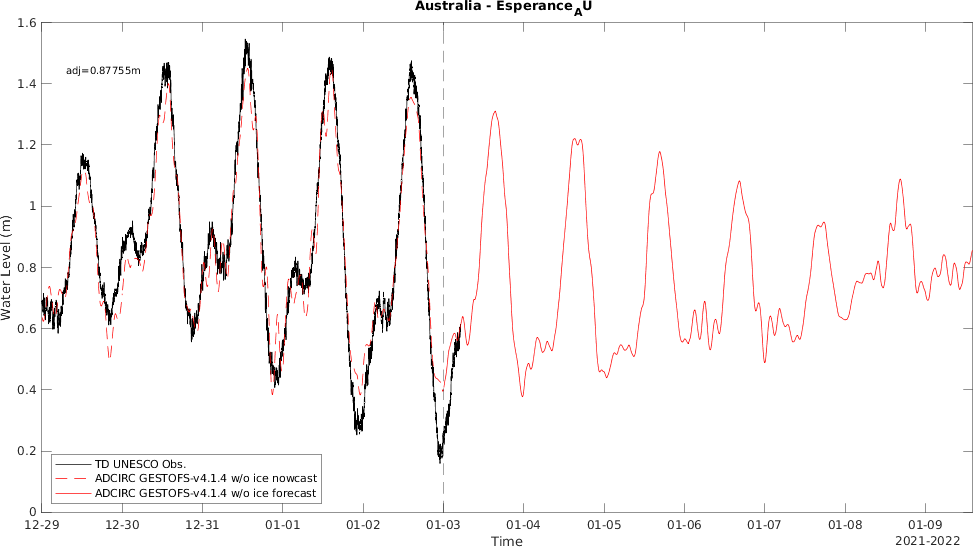 Australia - Esperance_AU
adj=0.87755m
1.6
1.4
1.2
1
0.8
0.6
0.4
0.2
0
Water Level (m)
TD UNESCO Obs.
ADCIRC GESTOFS-v4.1.4 w/o ice nowcast
ADCIRC GESTOFS-v4.1.4 w/o ice forecast
12-29 12-30 12-31 01-01 01-02 01-03 01-04 01-05 01-06 01-07 01-08 01-09
Time
2021-2022